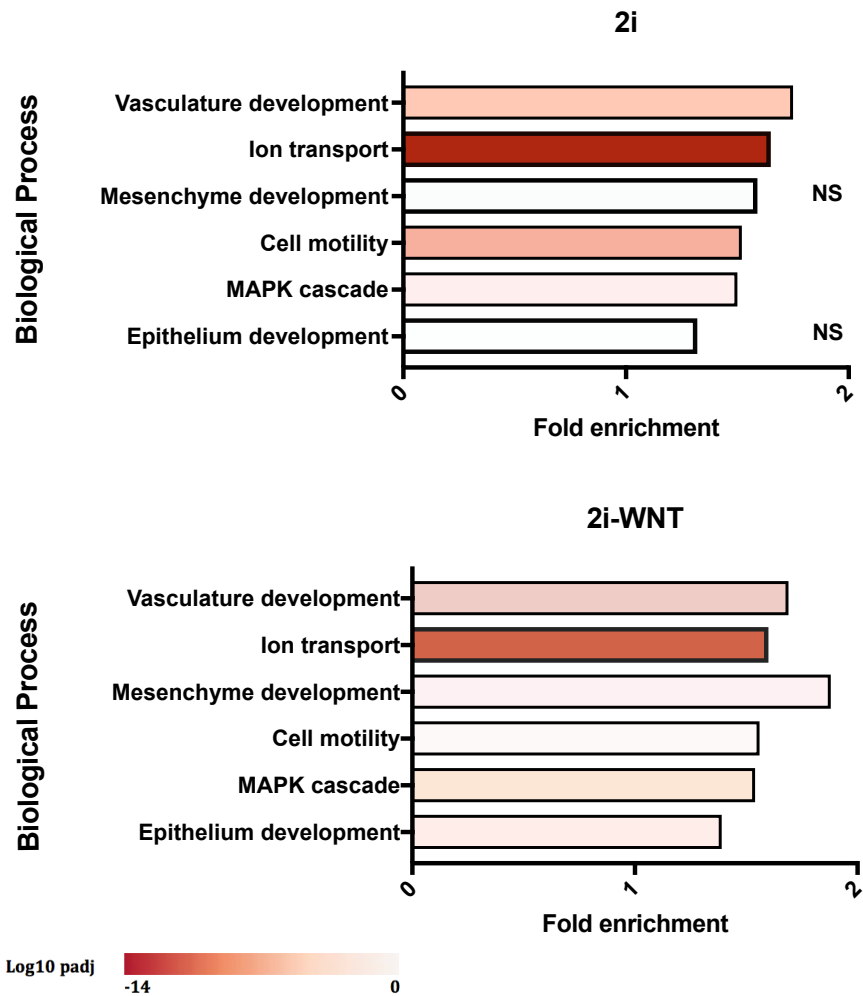 2i
Biological Process
Vasculature development
Ion transport
Mesenchyme development
NS
Cell motility
MAPK cascade
Epithelium development
NS
0
1
2
Fold enrichment
2i-WNT
Biological Process
Vasculature development
Ion transport
Mesenchyme development
Cell motility
MAPK cascade
Epithelium development
0
1
2
Fold enrichment
Log10 padj
-14
0